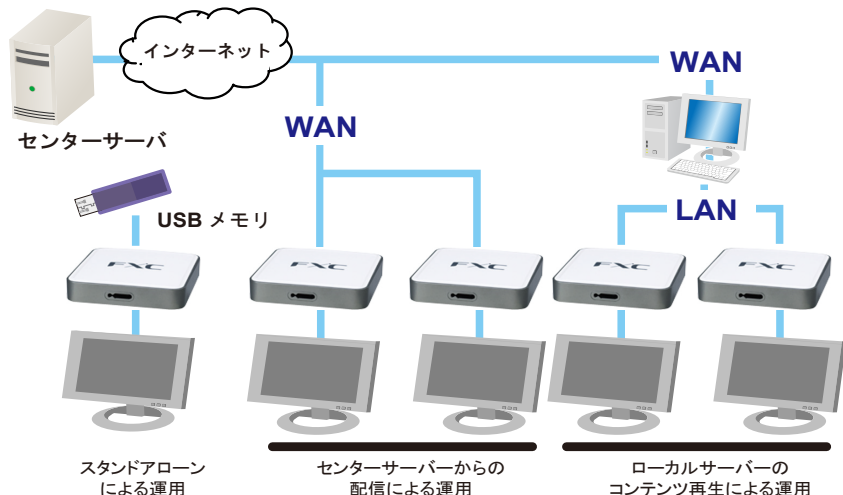 インターネット
WAN
センターサーバ
WAN
USB メモリ
LAN
FXC
FXC
FXC
FXC
FXC
スタンドアローン
による運用
センターサーバーからの
配信による運用
ローカルサーバーの
コンテンツ再生による運用